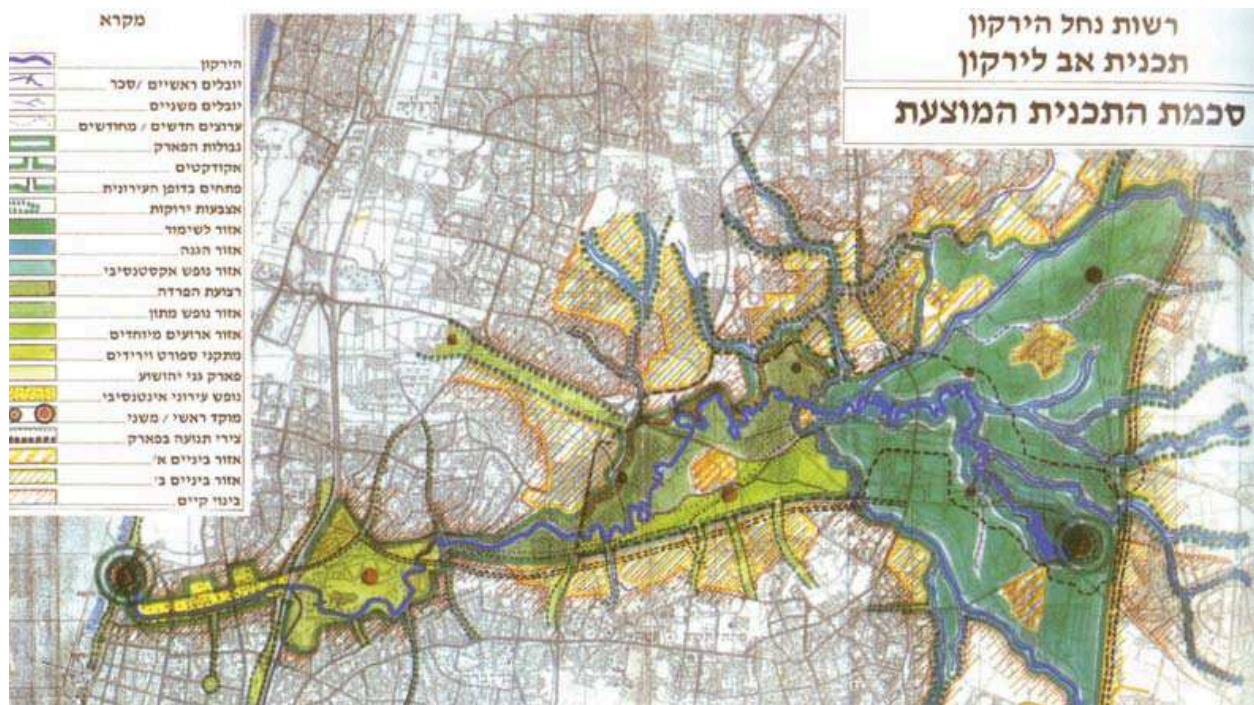 רשות נחל הירקון
תכנית אב לירקון
סכמת התכנית המוצעת
מקרא
הירקון
יובלים ראשיים / סכר
יובלים משניים
ערוצים חדשים / מחודשים
גבולות הפארק
אקודקטים
פתחים בדופן העירונית
אצבעות ירוקות
אזור לשימור
אזור הגנה
אזור נופש אקסטנסיבי
רצועת הפרדה
אזור נופש מתון
אזור ארועים מיוחדים
מתקני ספורט וירידים
פארק גני יהושוע
נופש עירוני אינטנסיבי
מוקד ראשי / משני
צירי תנועה בפארק
אזור ביניים א'
אזור ביניים ב'
בינוי קיים